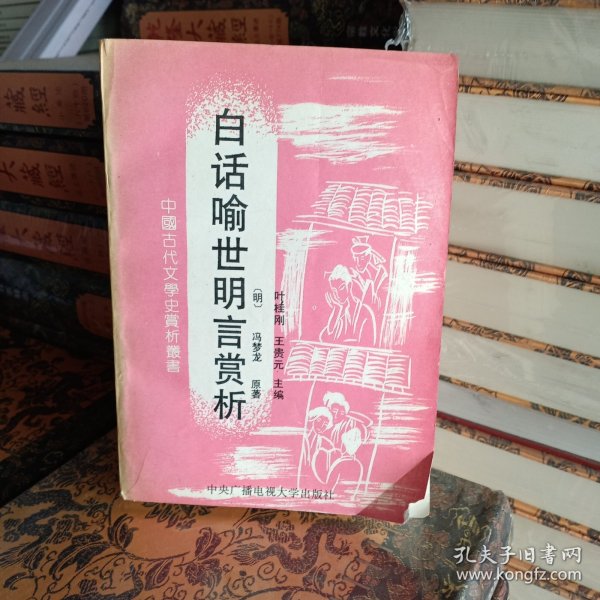 白话喻世明言赏析
中國古代文學史賞析叢書
〔明〕 冯梦龙 原著
叶桂刚 王贵元 主编
中央广播电视大学出版社
大藏經
大藏經
孔夫子旧书网
www.kongfz.com